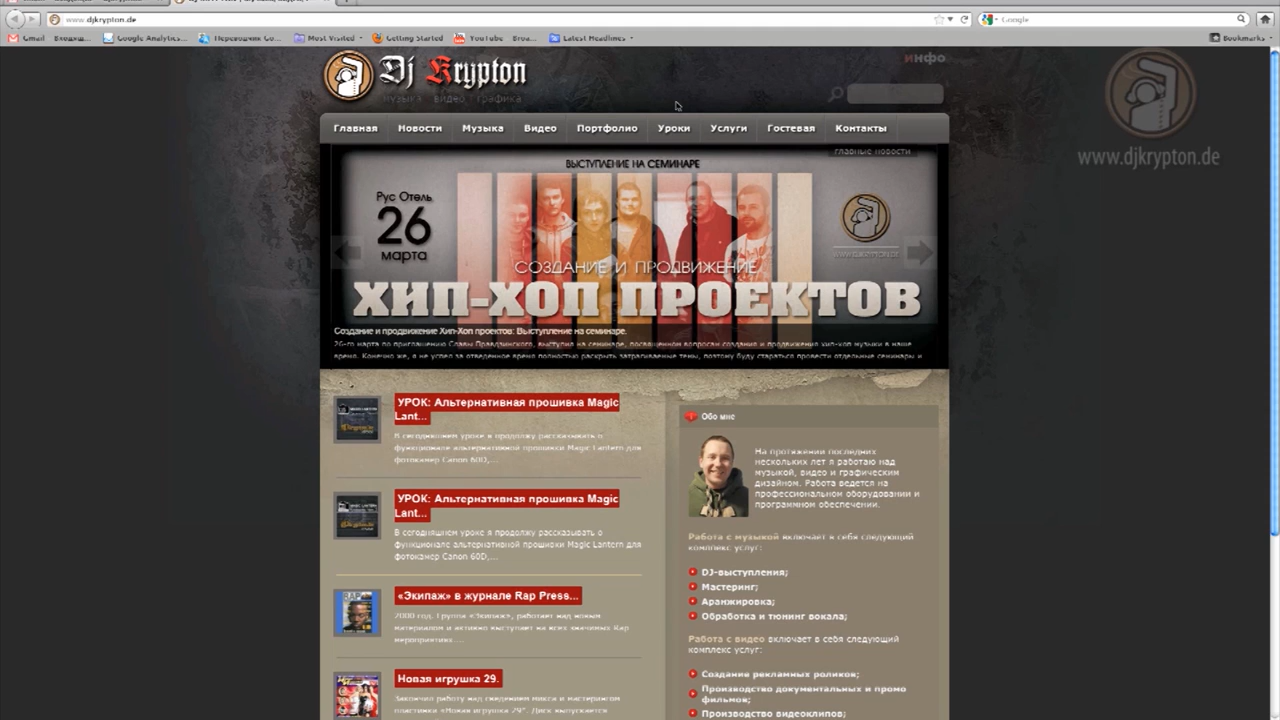 www.djkrypton.de
Google
Gmail
Google Analytics...
Переводчик Go...
Most Visited
Getting Started
YouTube
Latest Headlines
Bookmarks
Dj Krypton
музыка видео графика
инфо
www.djkrypton.de
Главная Новости Музыка Видео Портфолио Уроки Услуги Гостевая Контакты
главные новости
ВЫСТУПЛЕНИЕ НА СЕМИНАРЕ
Рус Отель
26
марта
СОЗДАНИЕ И ПРОДВИЖЕНИЕ
ХИП-ХОП ПРОЕКТОВ
WWW.DJKRYPTON.DE
Создание и продвижение Хип-Хоп проектов: Выступление на семинаре.
26-го марта по приглашению Славы Правдзинского, выступил на семинаре, посвященном вопросам создания и продвижения хип-хоп музыки в наше
время. Конечно же, я не успел за отведенное время полностью раскрыть затрагиваемые темы, поэтому буду стараться провести отдельные семинары и
УРОК: Альтернативная прошивка Magic
Lant...
В сегодняшнем уроке я продолжу рассказывать о
функционале альтернативной прошивки Magic Lantern для
фотокамер Canon 60D,...
УРОК: Альтернативная прошивка Magic
Lant...
В сегодняшнем уроке я продолжу рассказывать о
функционале альтернативной прошивки Magic Lantern для
фотокамер Canon 60D,...
«Экипаж» в журнале Rap Press...
2000 год. Группа «Экипаж», работает над новым
материалом и активно выступает на всех значимых Rap
мероприятиях....
Новая игрушка 29.
Закончил работу над сведением микса и мастерингом
пластинки «Новая игрушка 29". Диск выпускается
Обо мне
На протяжении последних
нескольких лет я работаю над
музыкой, видео и графическим
дизайном. Работа ведется на
профессиональном оборудовании и
программном обеспечении.
Работа с музыкой включает в себя следующий
комплекс услуг:
DJ-выступления;
Мастеринг;
Аранжировка;
Обработка и тюнинг вокала;
Работа с видео включает в себя следующий
комплекс услуг:
Создание рекламных роликов;
Производство документальных и промо
фильмов;
Производство видеоклипов;